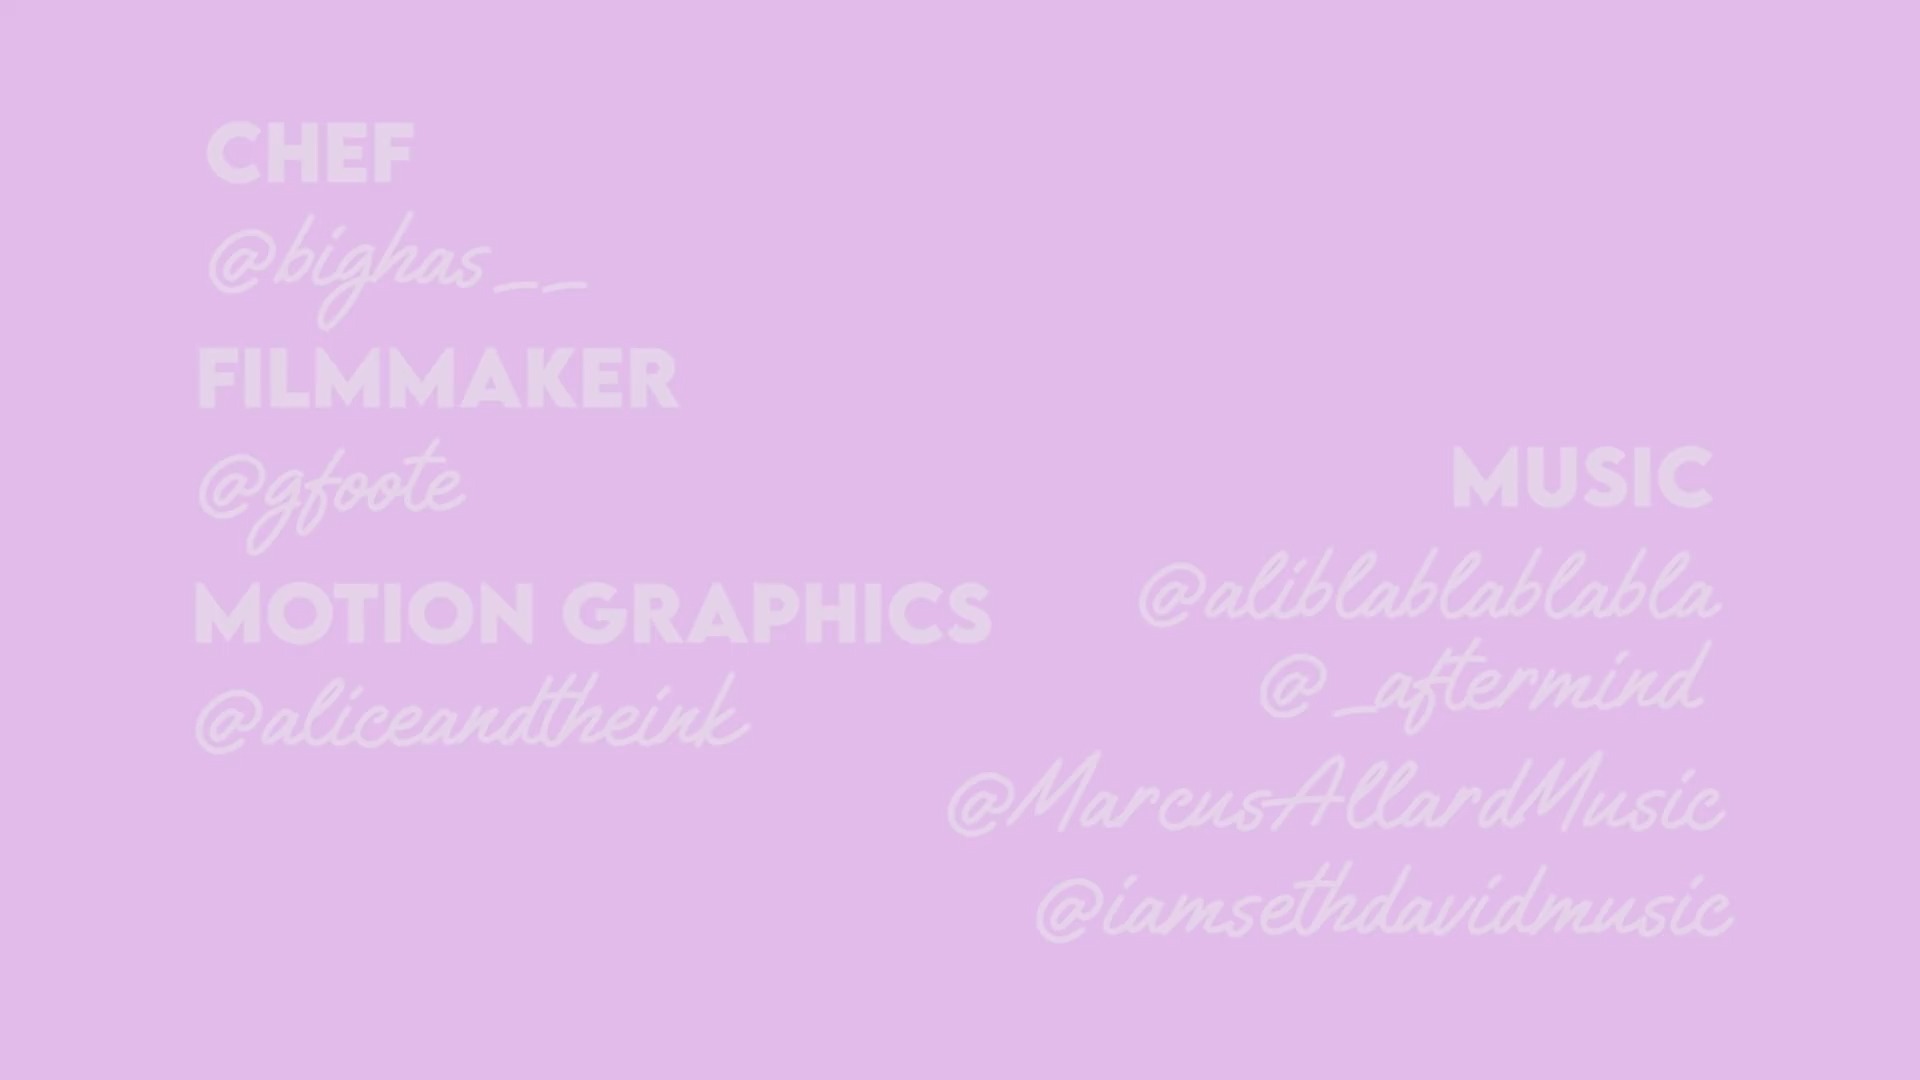 CHEF
@bighas__
FILMMAKER
@gfoote
MOTION GRAPHICS
@aliceandtheink
MUSIC
@aliblablablabla
@_aftermind
@MarcusAllardMusic
@iamsethdavidmusic